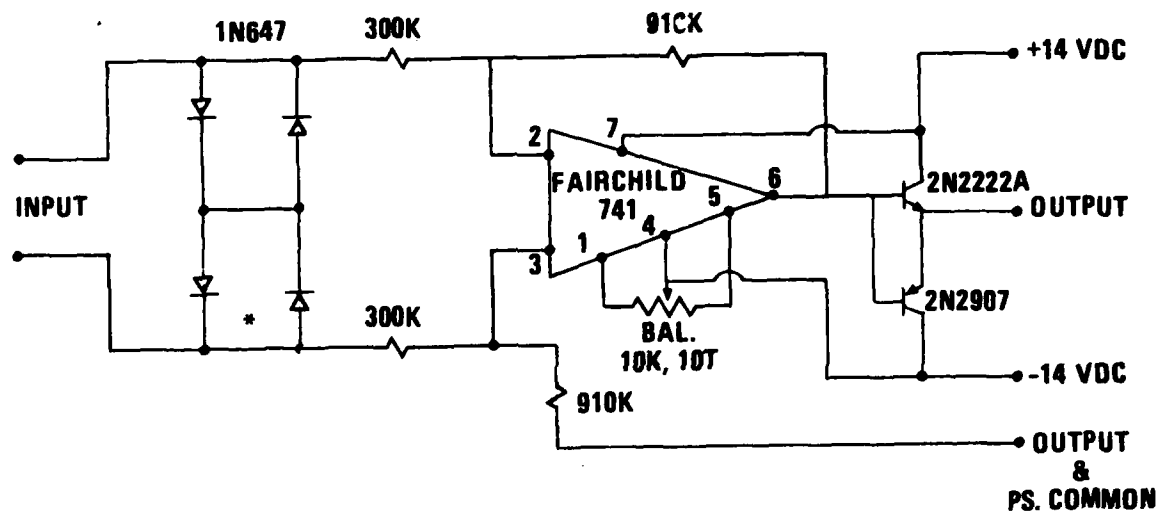 1N647
300K
91CK
+14 VDC
2
7
FAIRCHILD
741
6
5
4
1
3
2N2222A
INPUT
OUTPUT
2N2907
*
300K
BAL.
10K, 10T
-14 VDC
910K
OUTPUT
&
PS. COMMON